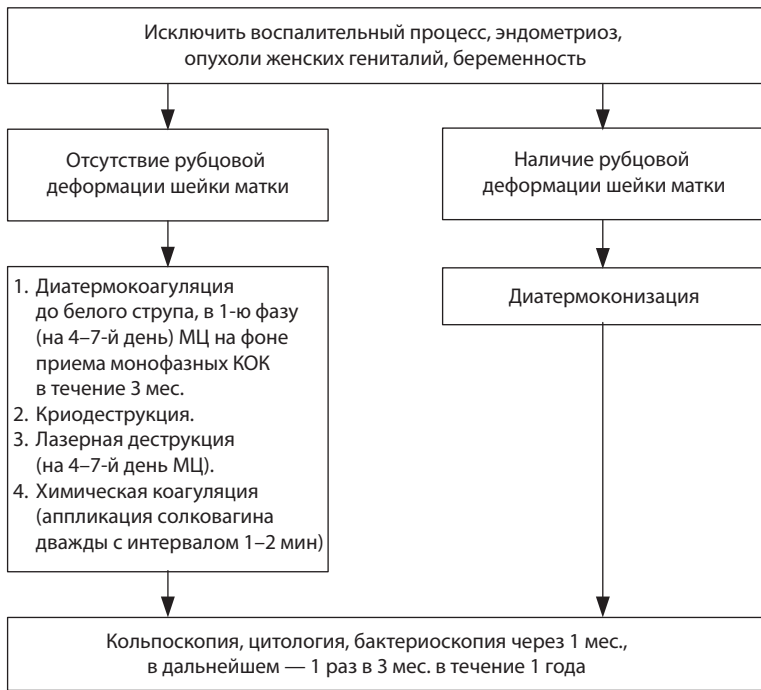 Исключить воспалительный процесс, эндометриоз,
опухоли женских гениталий, беременность
Отсутствие рубцовой
деформации шейки матки
Наличие рубцовой
деформации шейки матки
1. Диатермокоагуляция
до белого струпа, в 1-ю фазу
(на 4–7-й день) МЦ на фоне
приема монофазных КОК
в течение 3 мес.
2. Криодеструкция.
3. Лазерная деструкция
(на 4–7-й день МЦ).
4. Химическая коагуляция
(аппликация солковагина
дважды с интервалом 1–2 мин)
Диатермоконизация
Кольпоскопия, цитология, бактериоскопия через 1 мес.,
в дальнейшем — 1 раз в 3 мес. в течение 1 года